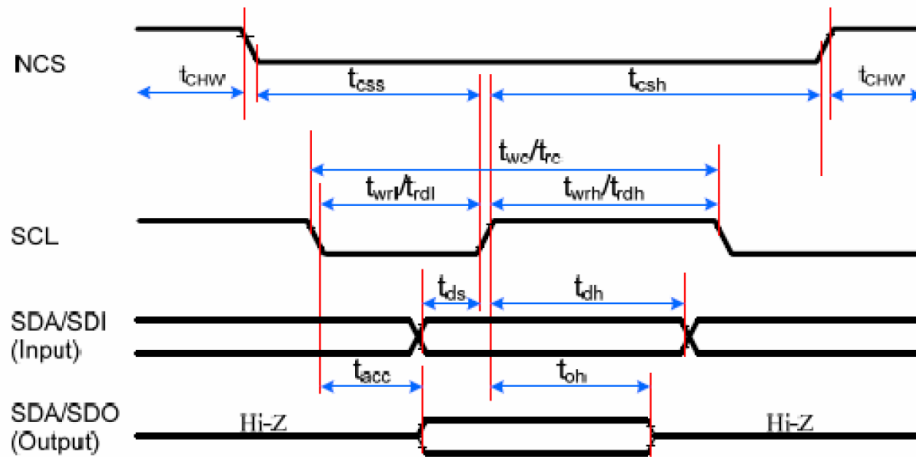 NCS
tCHW
tcss
tcsh
tCHW
twc/trc
twrl/trdl
twrh/trdh
SCL
tds
tdh
SDA/SDI
(Input)
tacc
toh
SDA/SDO
(Output)
Hi-Z
Hi-Z